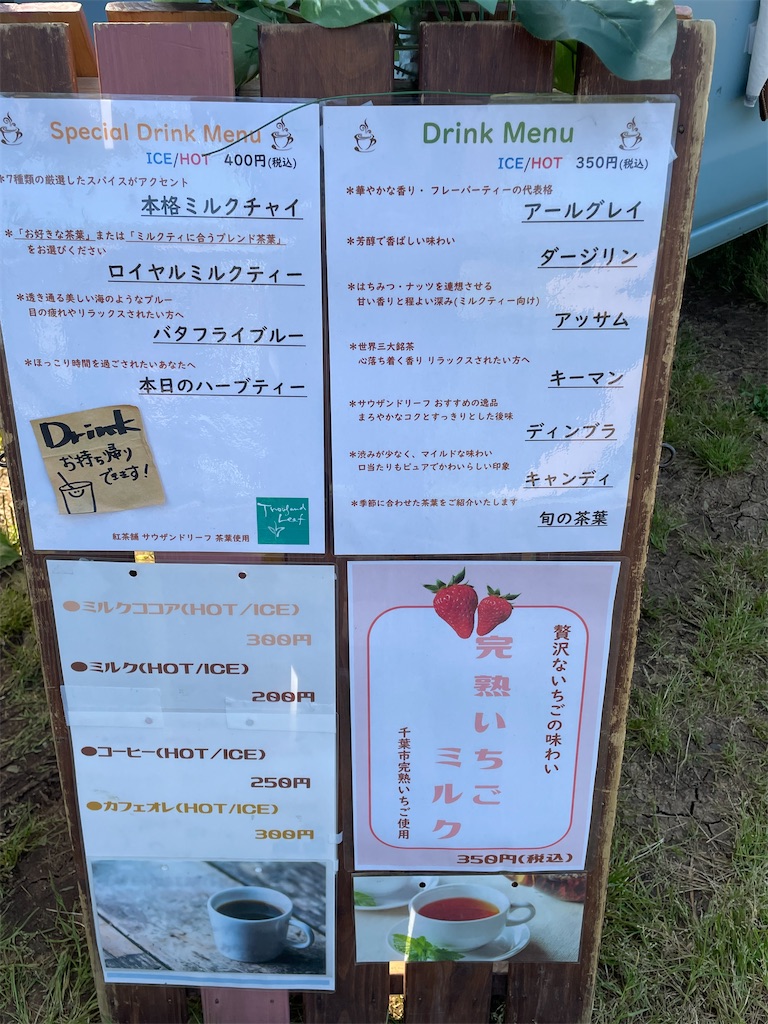 Special Drink Menu
ICE/HOT 400円(税込)
*7種類の厳選したスパイスがアクセント
本格ミルクチャイ
*「お好きな茶葉」または「ミルクティに合うブレンド茶葉」
をお選びください
ロイヤルミルクティー
*透き通る美しい海のようなブルー
目の疲れやリラックスされたい方へ
バタフライブルー
*ほっこり時間を過ごされたいあなたへ
本日のハーブティー
Drink
お持ち帰り
できます!
Thousand
Leaf
紅茶舗 サウザンドリーフ 茶葉使用
Drink Menu
ICE/HOT 350円(税込)
*華やかな香り・フレーバーティーの代表格
アールグレイ
*芳醇で香ばしい味わい
ダージリン
*はちみつ・ナッツを連想させる
甘い香りと程よい深み(ミルクティー向け)
アッサム
*世界三大銘茶
心落ち着く香り リラックスされたい方へ
キーマン
*サウザンドリーフ おすすめの逸品
まろやかなコクとすっきりとした後味
ディンブラ
*渋みが少なく、マイルドな味わい
口当たりもピュアでかわいらしい印象
キャンディ
*季節に合わせた茶葉をご紹介いたします
旬の茶葉
●ミルクココア(HOT/ICE)
300円
●ミルク(HOT/ICE)
200円
●コーヒー(HOT/ICE)
250円
●カフェオレ(HOT/ICE)
300円
贅沢ないちごの味わい
完熟いちご
ミルク
千葉市完熟いちご使用
350円(税込)